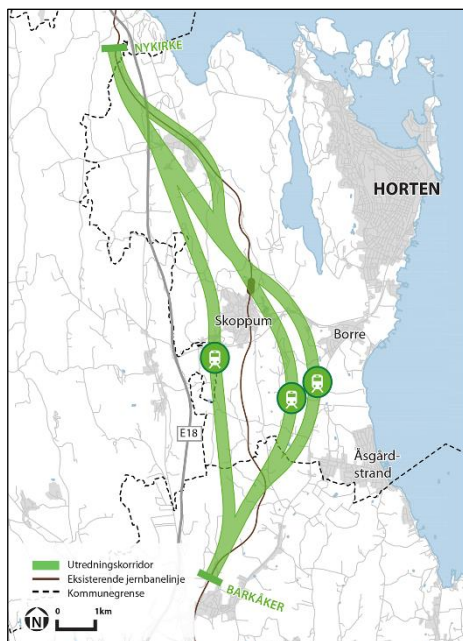 NYKIRKE
HORTEN
Skoppum
Borre
E18
Åsgård-
strand
BARKÅKER
Utredningskorridor
Eksisterende jernbanelinje
Kommunegrense
N
0 1km